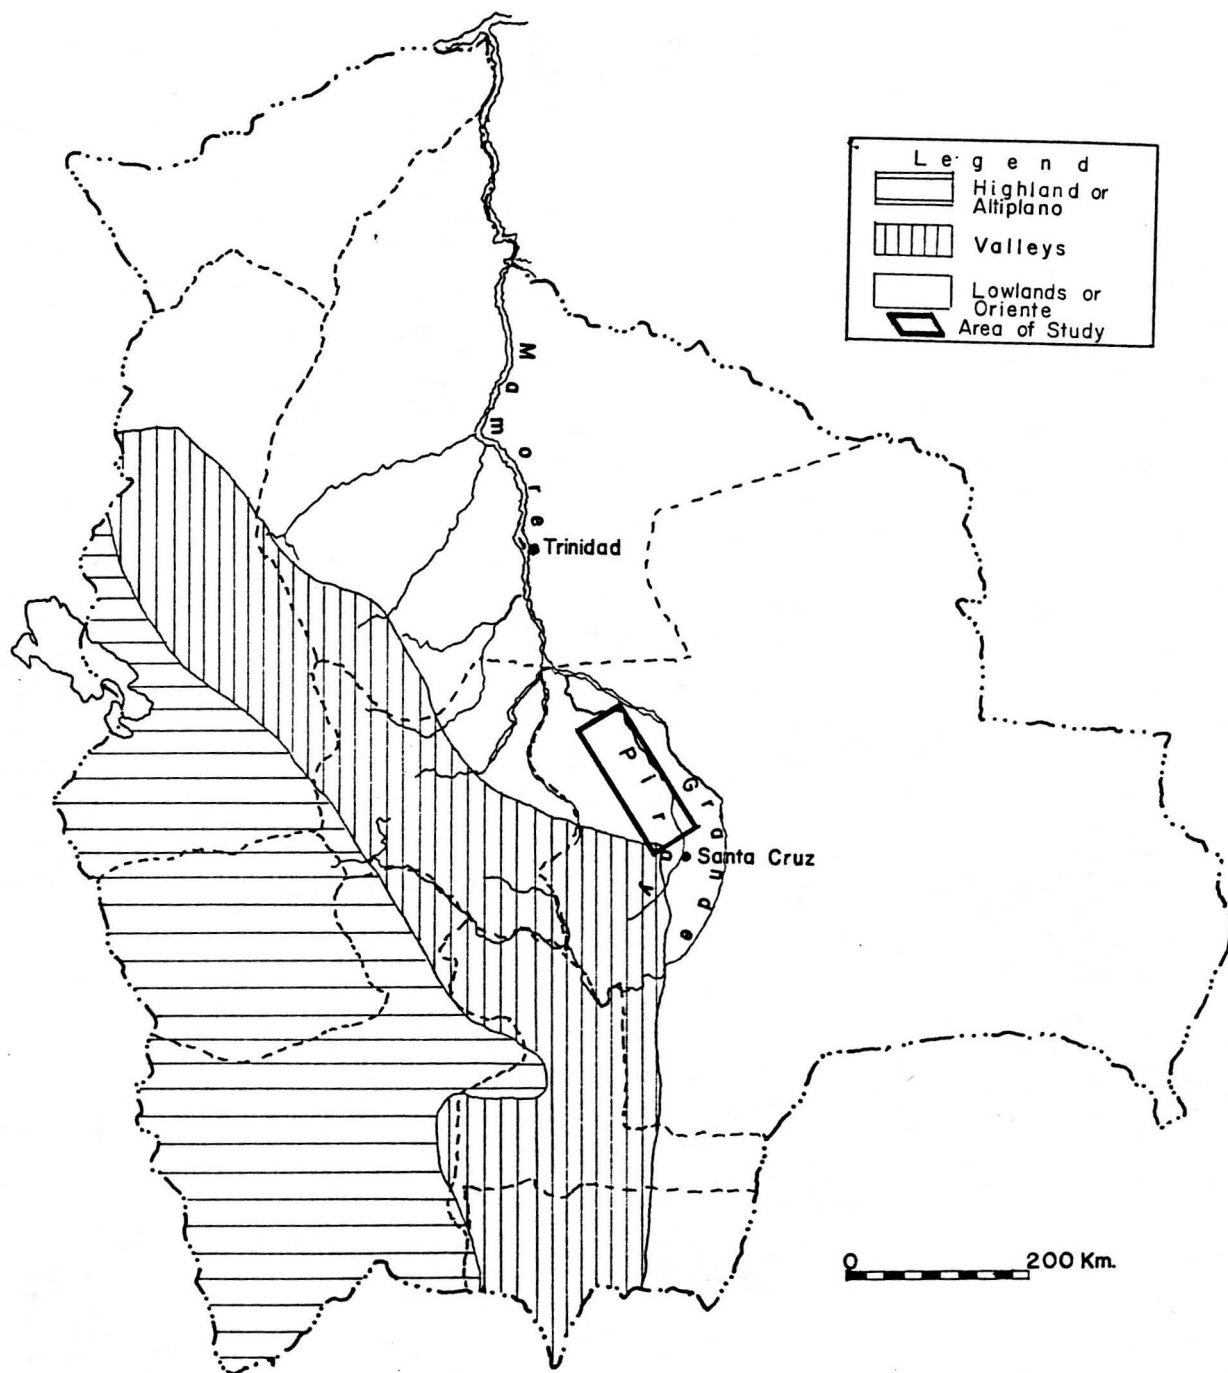 Legend
Highland or
Altiplano
Valleys
Lowlands or
Oriente
Area of Study
Mamore
Trinidad
PIray
Grande
Santa Cruz
0 200 Km.